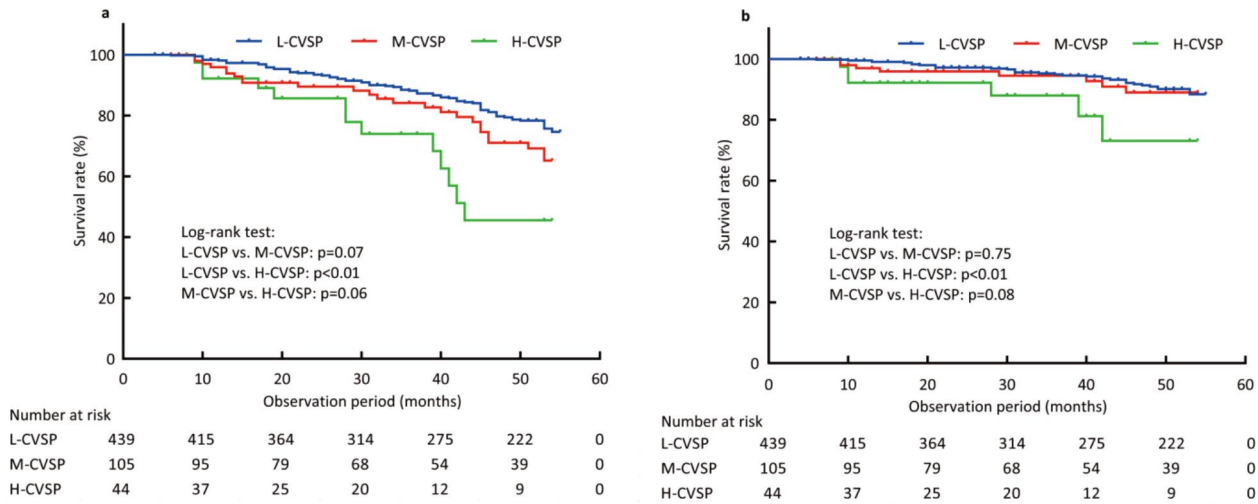 a
L-CVSP M-CVSP H-CVSP
100
80
60
40
80
0
Survival rate (%)
Log-rank test:
L-CVSP vs. M-CVSP: p=0.07
L-CVSP vs. H-CVSP: p<0.01
M-CVSP vs. H-CVSP: p=0.06
0 10 20 30 40 50 60
Observation period (months)
Number at risk
L-CVSP 439 415 364 314 275 222 0
M-CVSP 105 95 79 68 54 39 0
H-CVSP 44 37 25 20 12 9 0
b
L-CVSP M-CVSP H-CVSP
100
80
60
40
20
0
Survival rate (%)
Log-rank test:
L-CVSP vs. M-CVSP: p=0.75
L-CVSP vs. H-CVSP: p<0.01
M-CVSP vs. H-CVSP: p=0.08
0 10 20 30 40 50 60
Observation period (months)
Number at risk
L-CVSP 439 415 364 314 275 222 0
M-CVSP 105 95 79 68 54 39 0
H-CVSP 44 37 25 20 12 9 0